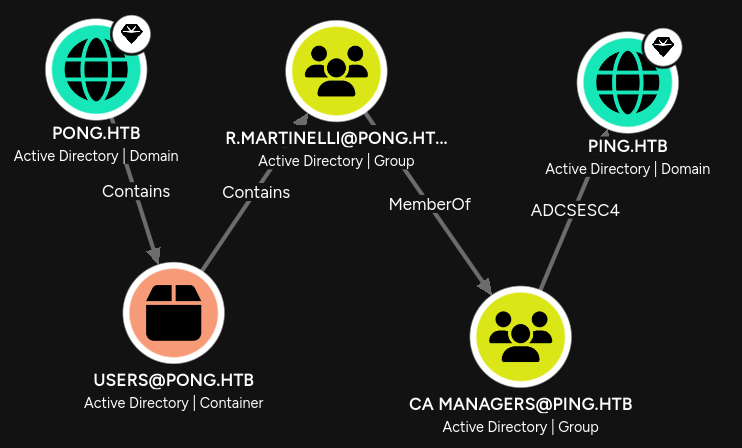 PONG.HTB
Active Directory | Domain
Contains
R.MARTINELLI@PONG.HT...
Active Directory | Group
Contains
MemberOf
PING.HTB
Active Directory | Domain
ADCSESC4
USERS@PONG.HTB
Active Directory | Container
CA MANAGERS@PING.HTB
Active Directory | Group